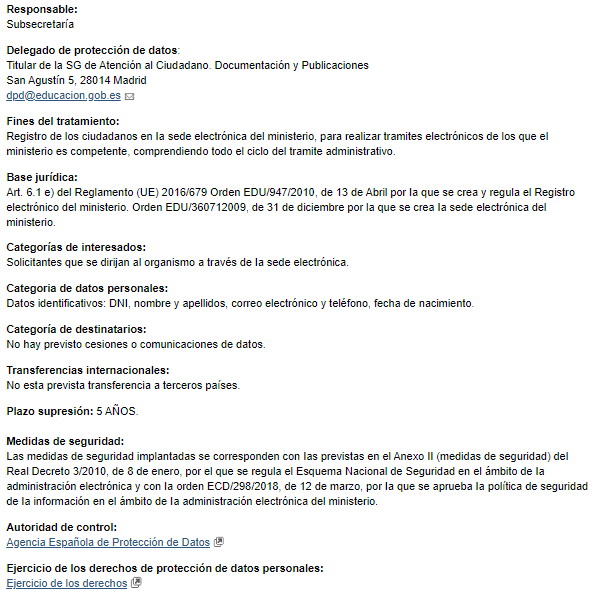 Responsable:
Subsecretaría
Delegado de protección de datos:
Titular de la SG de Atención al Ciudadano. Documentación y Publicaciones
San Agustín 5, 28014 Madrid
dpd@educacion.gob.es
Fines del tratamiento:
Registro de los ciudadanos en la sede electrónica del ministerio, para realizar tramites electrónicos de los que el
ministerio es competente, comprendiendo todo el ciclo del tramite administrativo.
Base jurídica:
Art. 6.1 e) del Reglamento (UE) 2016/679 Orden EDU/947/2010, de 13 de Abril por la que se crea y regula el Registro
electrónico del ministerio. Orden EDU/360712009, de 31 de diciembre por la que se crea la sede electrónica del
ministerio.
Categorías de interesados:
Solicitantes que se dirijan al organismo a través de la sede electrónica.
Categoria de datos personales:
Datos identificativos: DNI, nombre y apellidos, correo electrónico y teléfono, fecha de nacimiento.
Categoría de destinatarios:
No hay previsto cesiones o comunicaciones de datos.
Transferencias internacionales:
No esta prevista transferencia a terceros países.
Plazo supresión: 5 AÑOS.
Medidas de seguridad:
Las medidas de seguridad implantadas se corresponden con las previstas en el Anexo II (medidas de seguridad) del
Real Decreto 3/2010, de 8 de enero, por el que se regula el Esquema Nacional de Seguridad en el ámbito de la
administración electrónica y con la orden ECD/298/2018, de 12 de marzo, por la que se aprueba la política de seguridad
de la información en el ámbito de la administración electrónica del ministerio.
Autoridad de control:
Agencia Española de Protección de Datos
Ejercicio de los derechos de protección de datos personales:
Ejercicio de los derechos